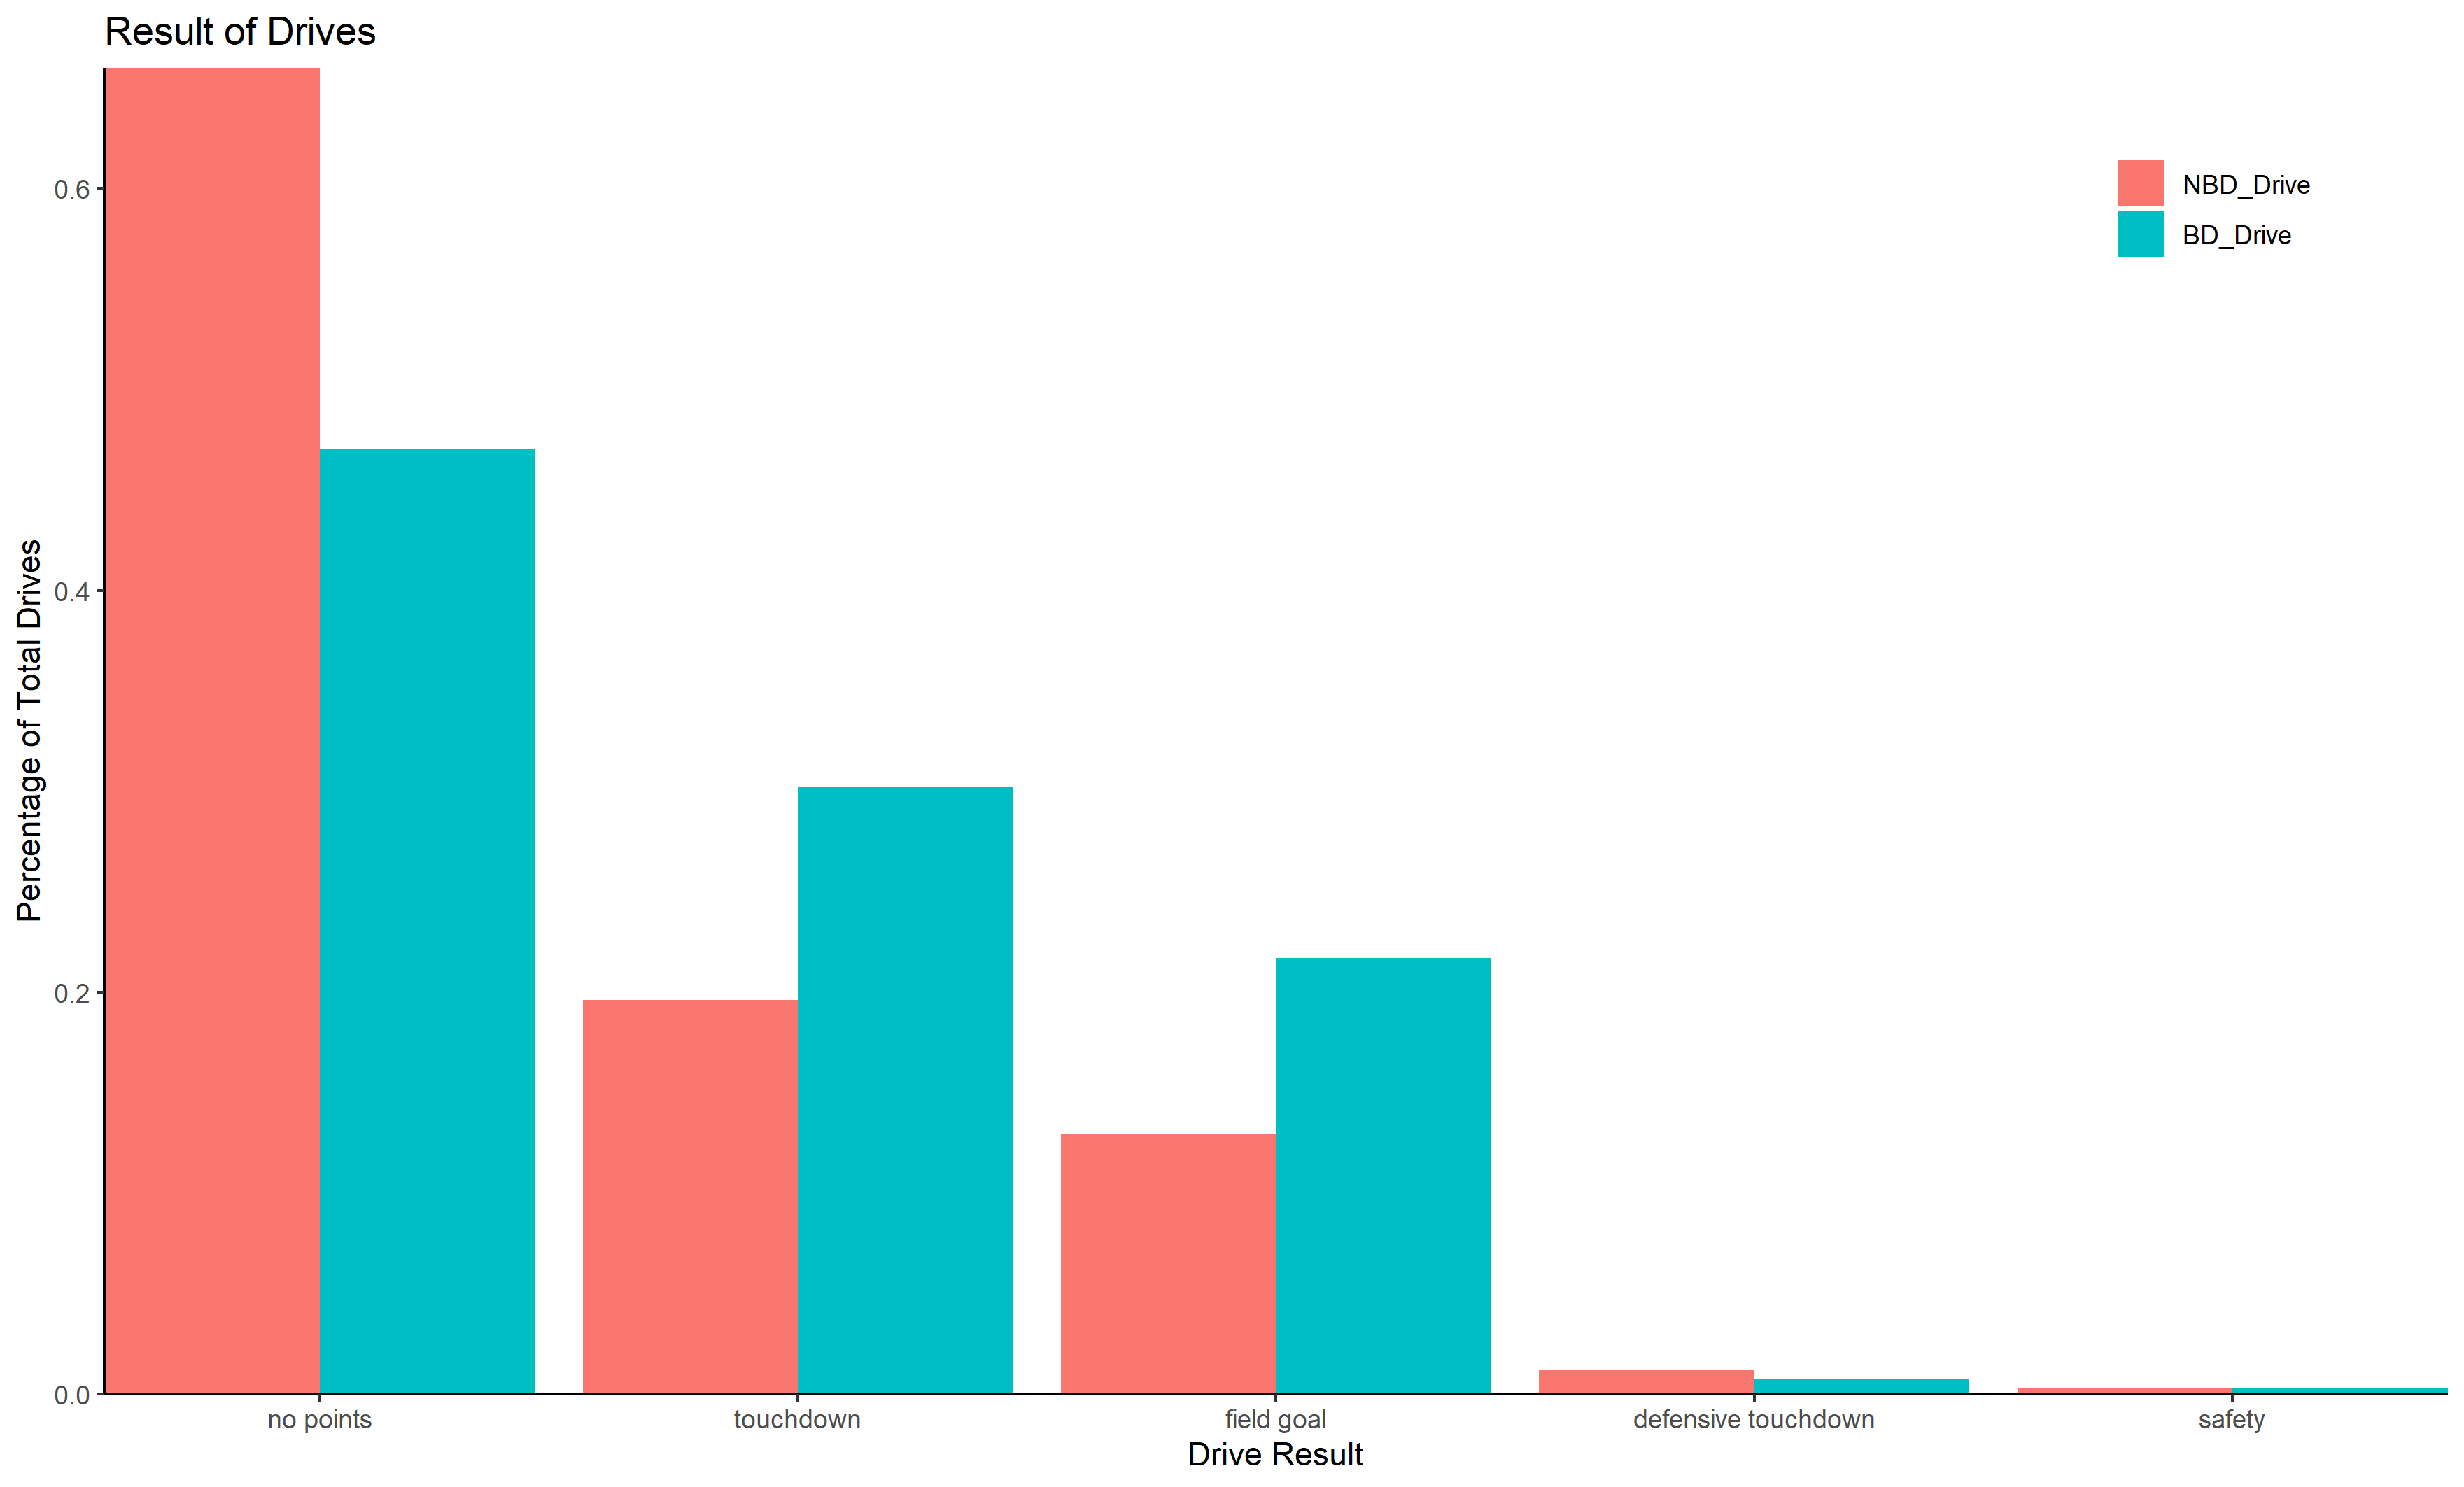 Result of Drives
Percentage of Total Drives
0.6
0.4
0.2
0.0
NBD_Drive
BD_Drive
no points
touchdown
field goal
defensive touchdown
safety
Drive Result